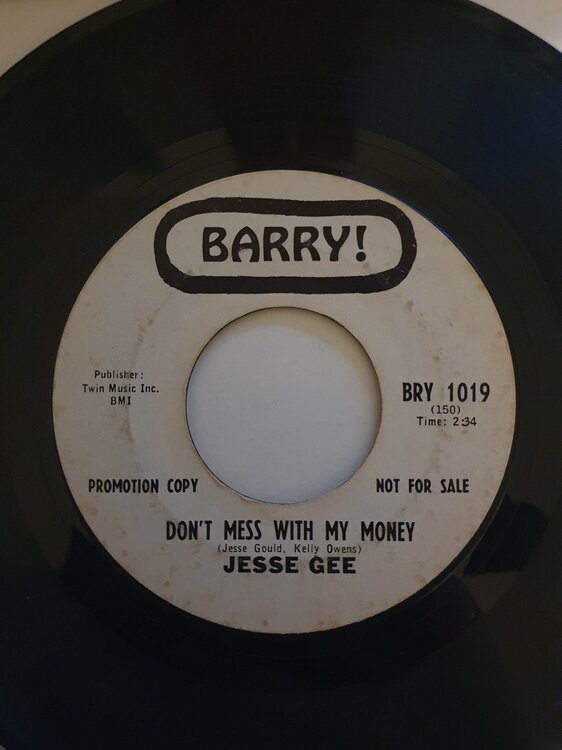 BARRY!
Publisher:
Twin Music Inc.
BMI
BRY 1019
(150)
Time: 2:34
PROMOTION COPY
NOT FOR SALE
DON'T MESS WITH MY MONEY
(Jesse Gould, Kelly Owens)
JESSE GEE